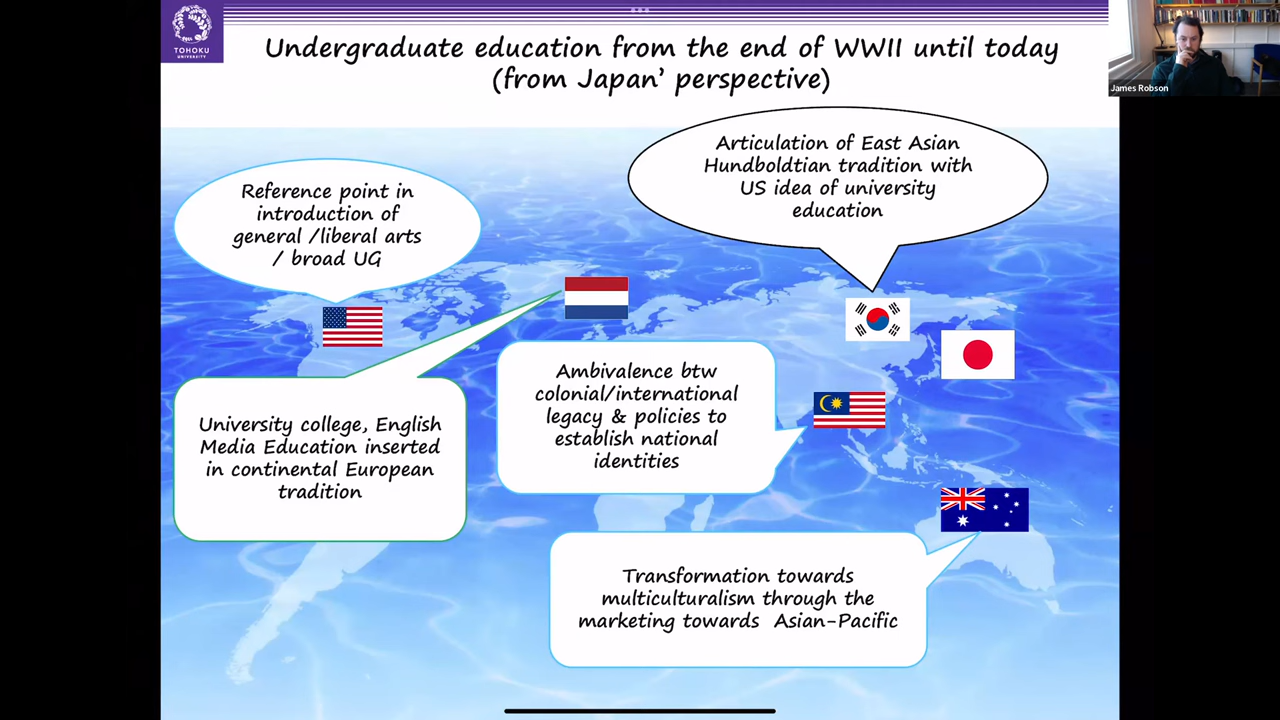 TOHOKU
UNIVERSITY
Undergraduate education from the end of WWII until today
(from Japan' perspective)
James Robson
Articulation of East Asian
Hundboldtian tradition with
US idea of university
education
Reference point in
introduction of
general /liberal arts
/ broad UG
Ambivalence btw
colonial/international
legacy & policies to
establish national
identities
University college, English
Media Education inserted
in continental European
tradition
Transformation towards
multiculturalism through the
marketing towards Asian-Pacific